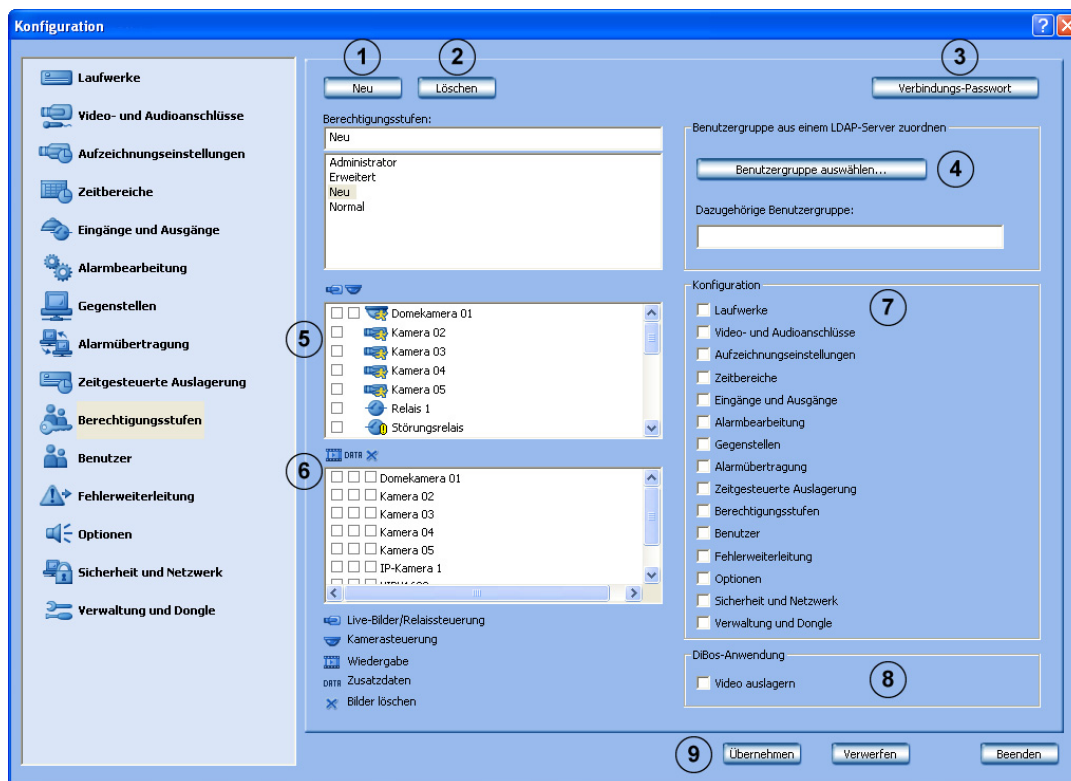 Konfiguration
?
Laufwerke
Video- und Audioanschlüsse
Aufzeichnungseinstellungen
Zeitbereiche
Eingänge und Ausgänge
Alarmbearbeitung
Gegenstellen
Alarmübertragung
Zeitgesteuerte Auslagerung
Berechtigungsstufen
Benutzer
Fehlerweiterleitung
Optionen
Sicherheit und Netzwerk
Verwaltung und Dongle
1
2
3
Neu
Löschen
Verbindungs-Passwort
Berechtigungsstufen:
Neu
Administrator
Erweitert
Neu
Normal
5
Domekamera 01
Kamera 02
Kamera 03
Kamera 04
Kamera 05
Relais 1
Störungsrelais
6
DATA
Domekamera 01
Kamera 02
Kamera 03
Kamera 04
Kamera 05
IP-Kamera 1
Live-Bilder/Relaissteuerung
Kamerasteuerung
Wiedergabe
DATA Zusatzdaten
Bilder löschen
Benutzergruppe aus einem LDAP-Server zuordnen
Benutzergruppe auswählen...
4
Dazugehörige Benutzergruppe:
Konfiguration
7
Laufwerke
Video- und Audioanschlüsse
Aufzeichnungseinstellungen
Zeitbereiche
Eingänge und Ausgänge
Alarmbearbeitung
Gegenstellen
Alarmübertragung
Zeitgesteuerte Auslagerung
Berechtigungsstufen
Benutzer
Fehlerweiterleitung
Optionen
Sicherheit und Netzwerk
Verwaltung und Dongle
DiBos-Anwendung
Video auslagern
8
9
Übernehmen
Verwerfen
Beenden